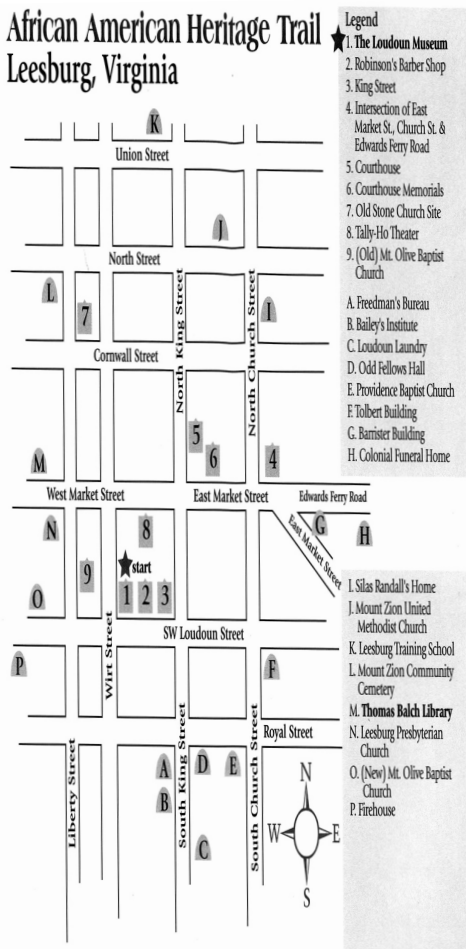 African American Heritage Trail
Leesburg, Virginia
Legend
1. The Loudoun Museum
2. Robinson's Barber Shop
3. King Street
4. Intersection of East
Market St., Church St. &
Edwards Ferry Road
5. Courthouse
6. Courthouse Memorials
7. Old Stone Church Site
8. Tally-Ho Theater
9. (Old) Mt. Olive Baptist
Church
A. Freedman's Bureau
B. Bailey's Institute
C. Loudoun Laundry
D. Odd Fellows Hall
E. Providence Baptist Church
F. Tolbert Building
G. Barrister Building
H. Colonial Funeral Home
I. Silas Randall's Home
J. Mount Zion United
Methodist Church
K. Leesburg Training School
L. Mount Zion Community
Cemetery
M. Thomas Balch Library
N. Leesburg Presbyterian
Church
O. (New) Mt. Olive Baptist
Church
P. Firehouse
K
Union Street
J
North Street
L
7
I
North King Street
North Church Street
Cornwall Street
5
6
4
M
West Market Street
East Market Street
Edwards Ferry Road
N
8
G
H
East Market Street
start
9
1 2 3
O
Wirt Street
SW Loudoun Street
P
F
Royal Street
Liberty Street
South King Street
South Church Street
A
D
E
B
C
N
W
E
S